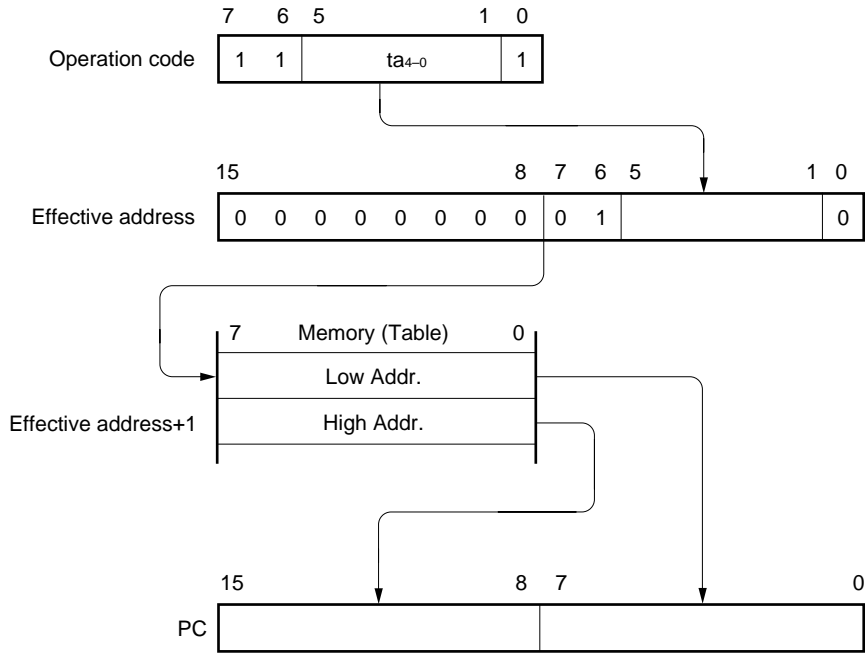 7 6 5 1 0
Operation code 1 1 ta4–0 1
15 8 7 6 5 1 0
Effective address 0 0 0 0 0 0 0 0 0 1 0
7 Memory (Table) 0
Low Addr.
Effective address+1 High Addr.
15 8 7 0
PC